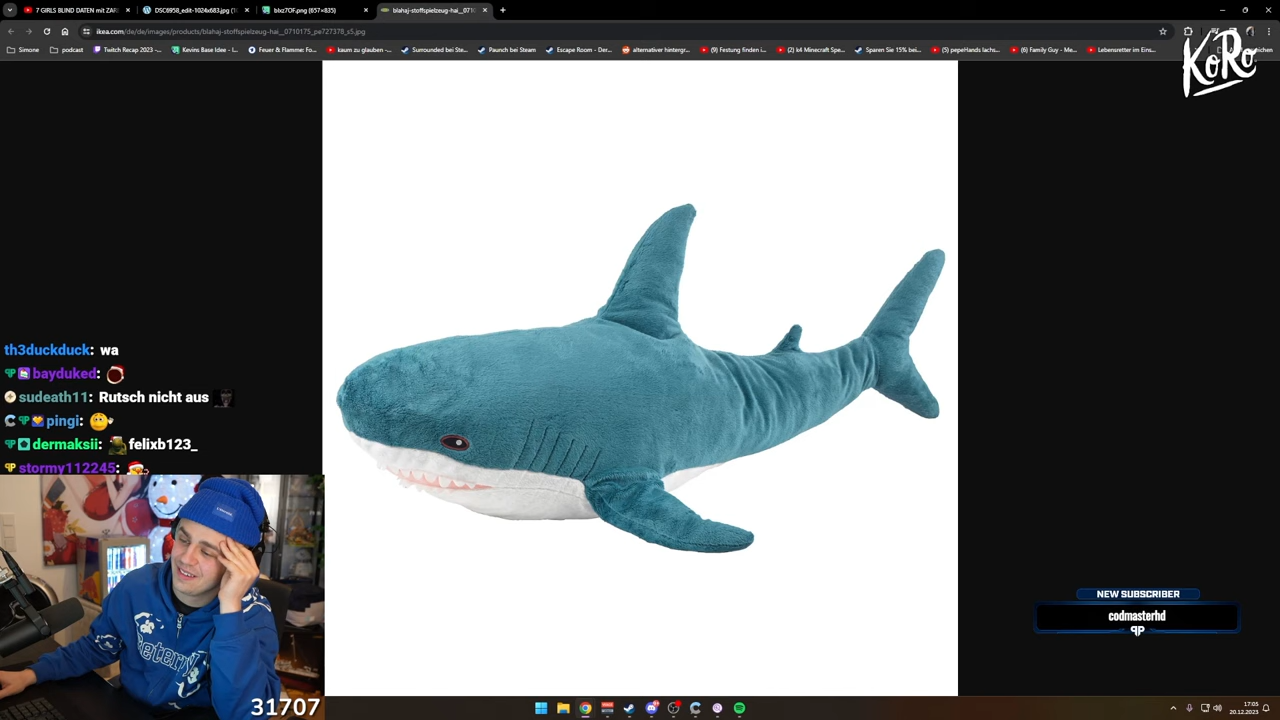 7 GIRLS BLIND DATEN mit ZAR
DSC6958_edit-1024x683.jpg (1
blxz7OF.png (657×835)
blahaj-stoffspielzeug-hai__0710
ikea.com/de/de/images/products/blahaj-stoffspielzeug-hai__0710175_pe727378_s5.jpg
Simone
podcast
Twitch Recap 2023 -...
Kevins Base Idee - I...
Feuer & Flamme: Fo...
kaum zu glauben -...
Surrounded bei Ste...
Paunch bei Steam
Escape Room - Der...
alternativer hintergr...
(9) Festung finden i...
(2) k4 Minecraft Spe...
Sparen Sie 15% bei...
(5) pepeHands lachs...
(6) Family Guy - Me...
Lebensretter im Eins...
KoRo
th3duckduck: wa
bayduked:
sudeath11: Rutsch nicht aus
pingi:
dermaksii: felixb123_
stormy112245:
31707
NEW SUBSCRIBER
codmasterhd
17:05
20.12.2023